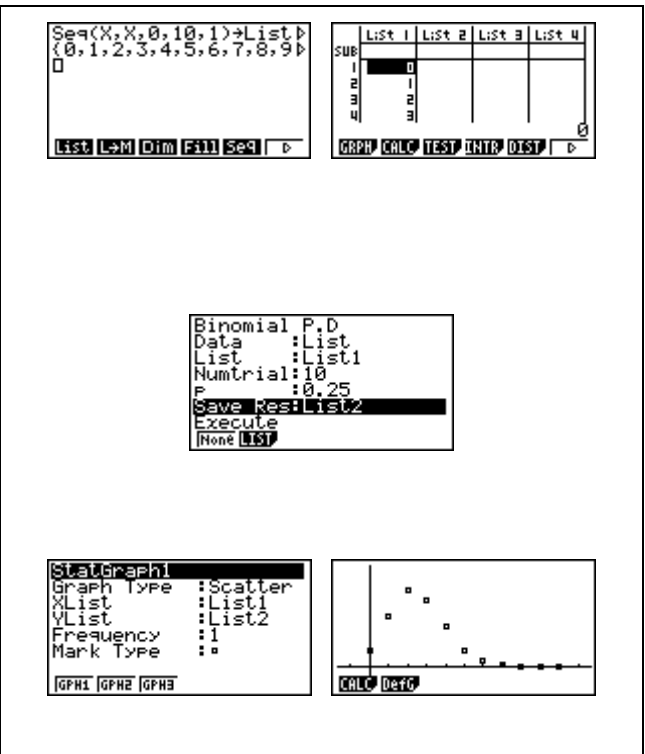 Seq(X,X,0,10,1)→List
{0,1,2,3,4,5,6,7,8,9
List L→M Dim Fill Seq ▷
List 1 List 2 List 3 List 4
SUB
1 0
2 1
3 2
4 3
0
GRPH CALC TEST INTR DIST ▷
Binomial P.D
Data :List
List :List1
Numtrial:10
p :0.25
Save Res:List2
Execute
None LIST
StatGraph1
Graph Type :Scatter
XList :List1
YList :List2
Frequency :1
Mark Type :▫
GPH1 GPH2 GPH3
CALC DefG